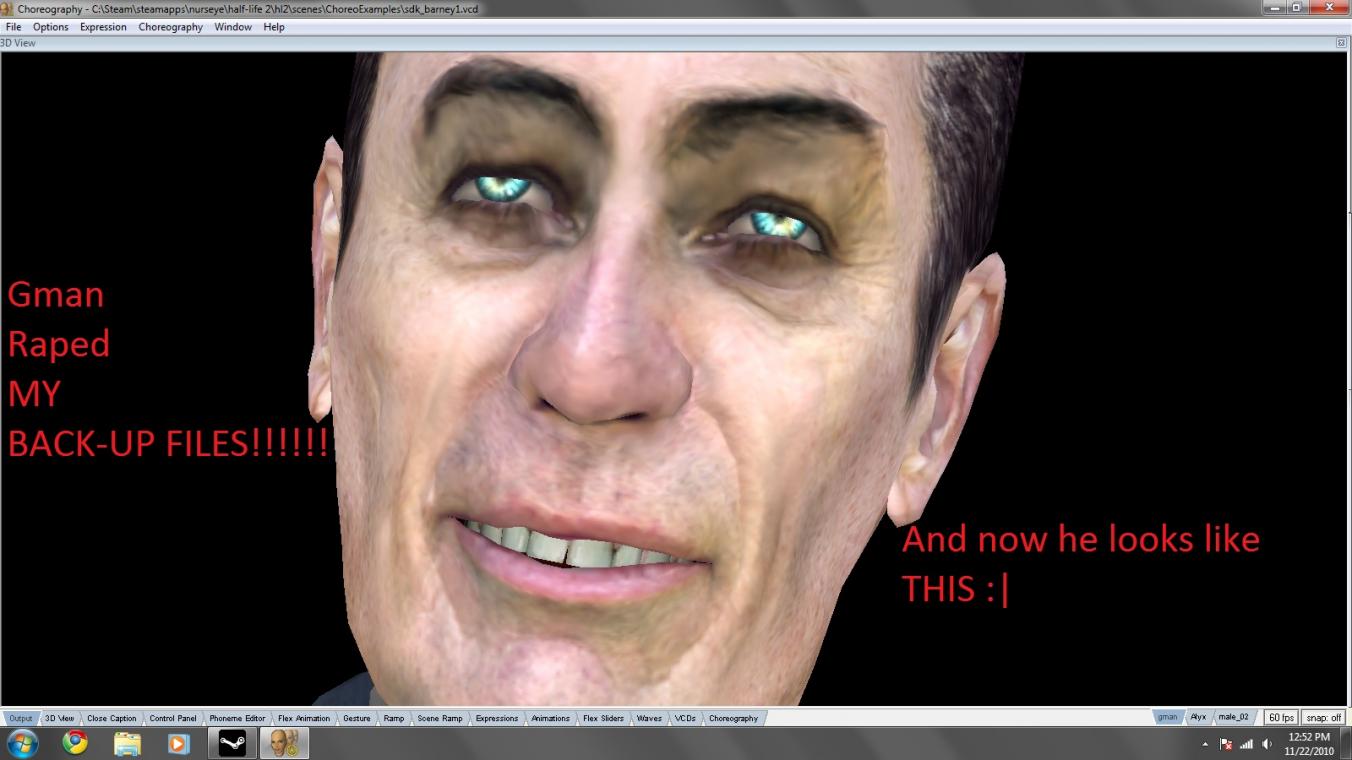 Choreography - C:\Steam\steamapps\nurseye\half-life 2\hl2\scenes\ChoreoExamples\sdk_barney1.vcd
File Options Expression Choreography Window Help
3D View
Gman
Raped
MY
BACK-UP FILES!!!!!!!
And now he looks like
THIS :|
Output 3D View Close Caption Control Panel Phoneme Editor Flex Animation Gesture Ramp Scene Ramp Expressions Animations Flex Sliders Waves VCDs Choreography gman Alyx male_02 60 fps snap: off
12:52 PM
11/22/2010